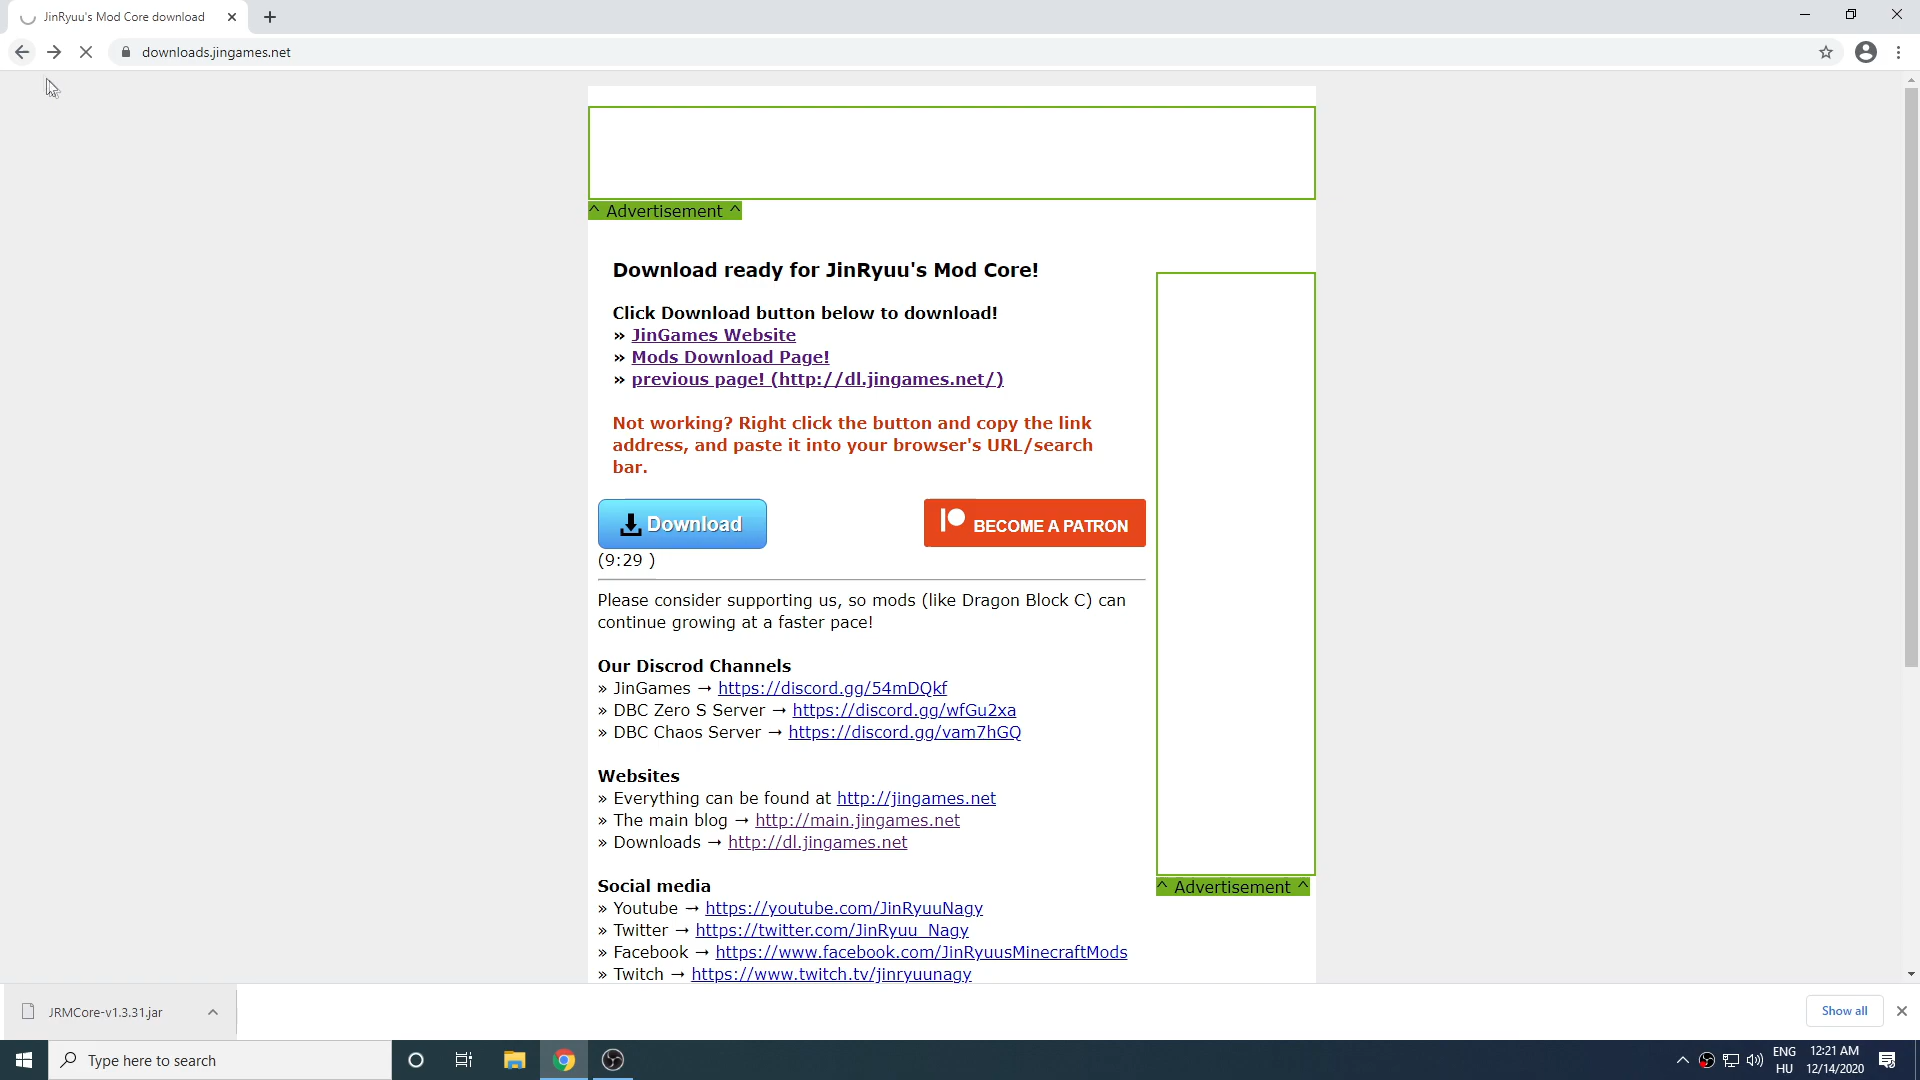 JinRyuu's Mod Core download
downloads.jingames.net
^ Advertisement ^
Download ready for JinRyuu's Mod Core!
Click Download button below to download!
» JinGames Website
» Mods Download Page!
» previous page! (http://dl.jingames.net/)
Not working? Right click the button and copy the link
address, and paste it into your browser's URL/search
bar.
Download
BECOME A PATRON
(9:29 )
Please consider supporting us, so mods (like Dragon Block C) can
continue growing at a faster pace!
Our Discrod Channels
» JinGames → https://discord.gg/54mDQkf
» DBC Zero S Server → https://discord.gg/wfGu2xa
» DBC Chaos Server → https://discord.gg/vam7hGQ
Websites
» Everything can be found at http://jingames.net
» The main blog → http://main.jingames.net
» Downloads → http://dl.jingames.net
^ Advertisement ^
Social media
» Youtube → https://youtube.com/JinRyuuNagy
» Twitter → https://twitter.com/JinRyuu_Nagy
» Facebook → https://www.facebook.com/JinRyuusMinecraftMods
» Twitch → https://www.twitch.tv/jinryuunagy
JRMCore-v1.3.31.jar
Show all
Type here to search
ENG
HU
12:21 AM
12/14/2020